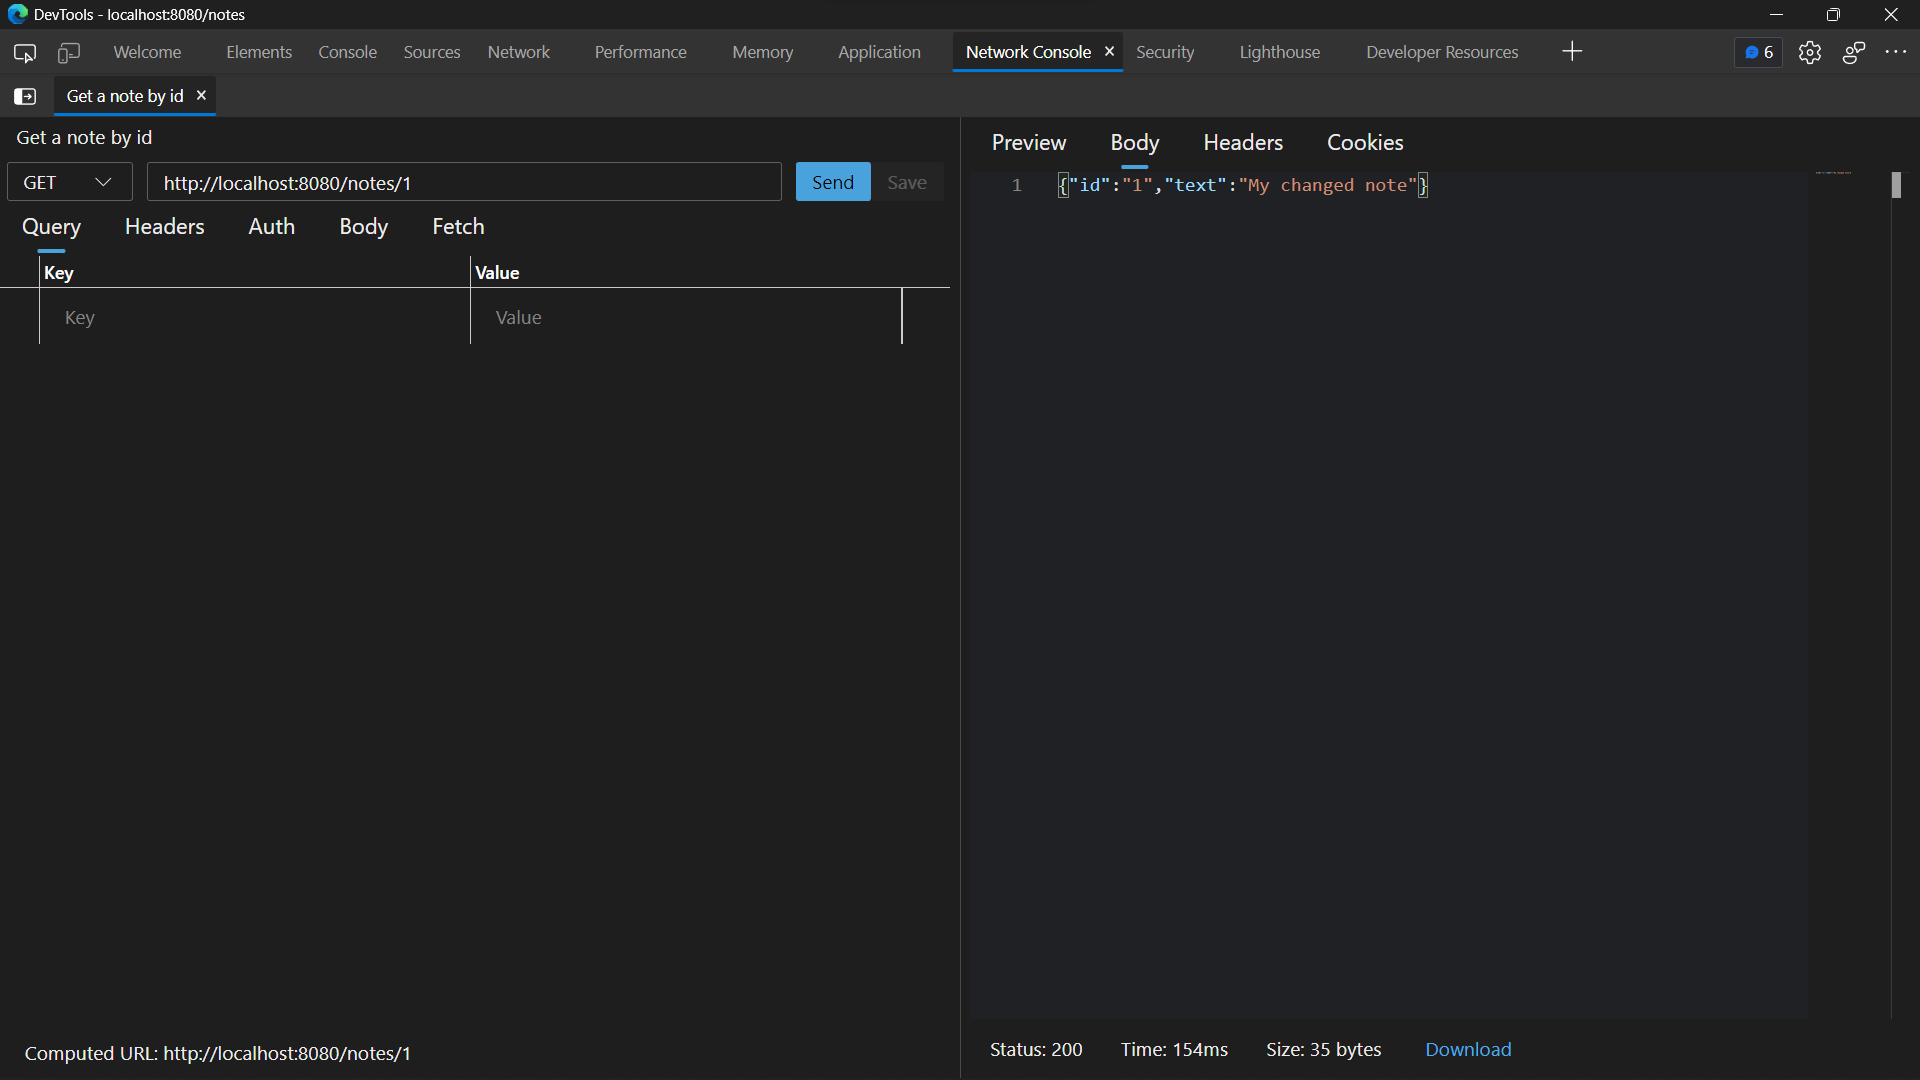 DevTools - localhost:8080/notes
Welcome Elements Console Sources Network Performance Memory Application Network Console Security Lighthouse Developer Resources 6
Get a note by id
Get a note by id
GET http://localhost:8080/notes/1 Send Save
Query Headers Auth Body Fetch
Key Value
Key Value
Computed URL: http://localhost:8080/notes/1
Preview Body Headers Cookies
1 {"id":"1","text":"My changed note"}
Status: 200 Time: 154ms Size: 35 bytes Download